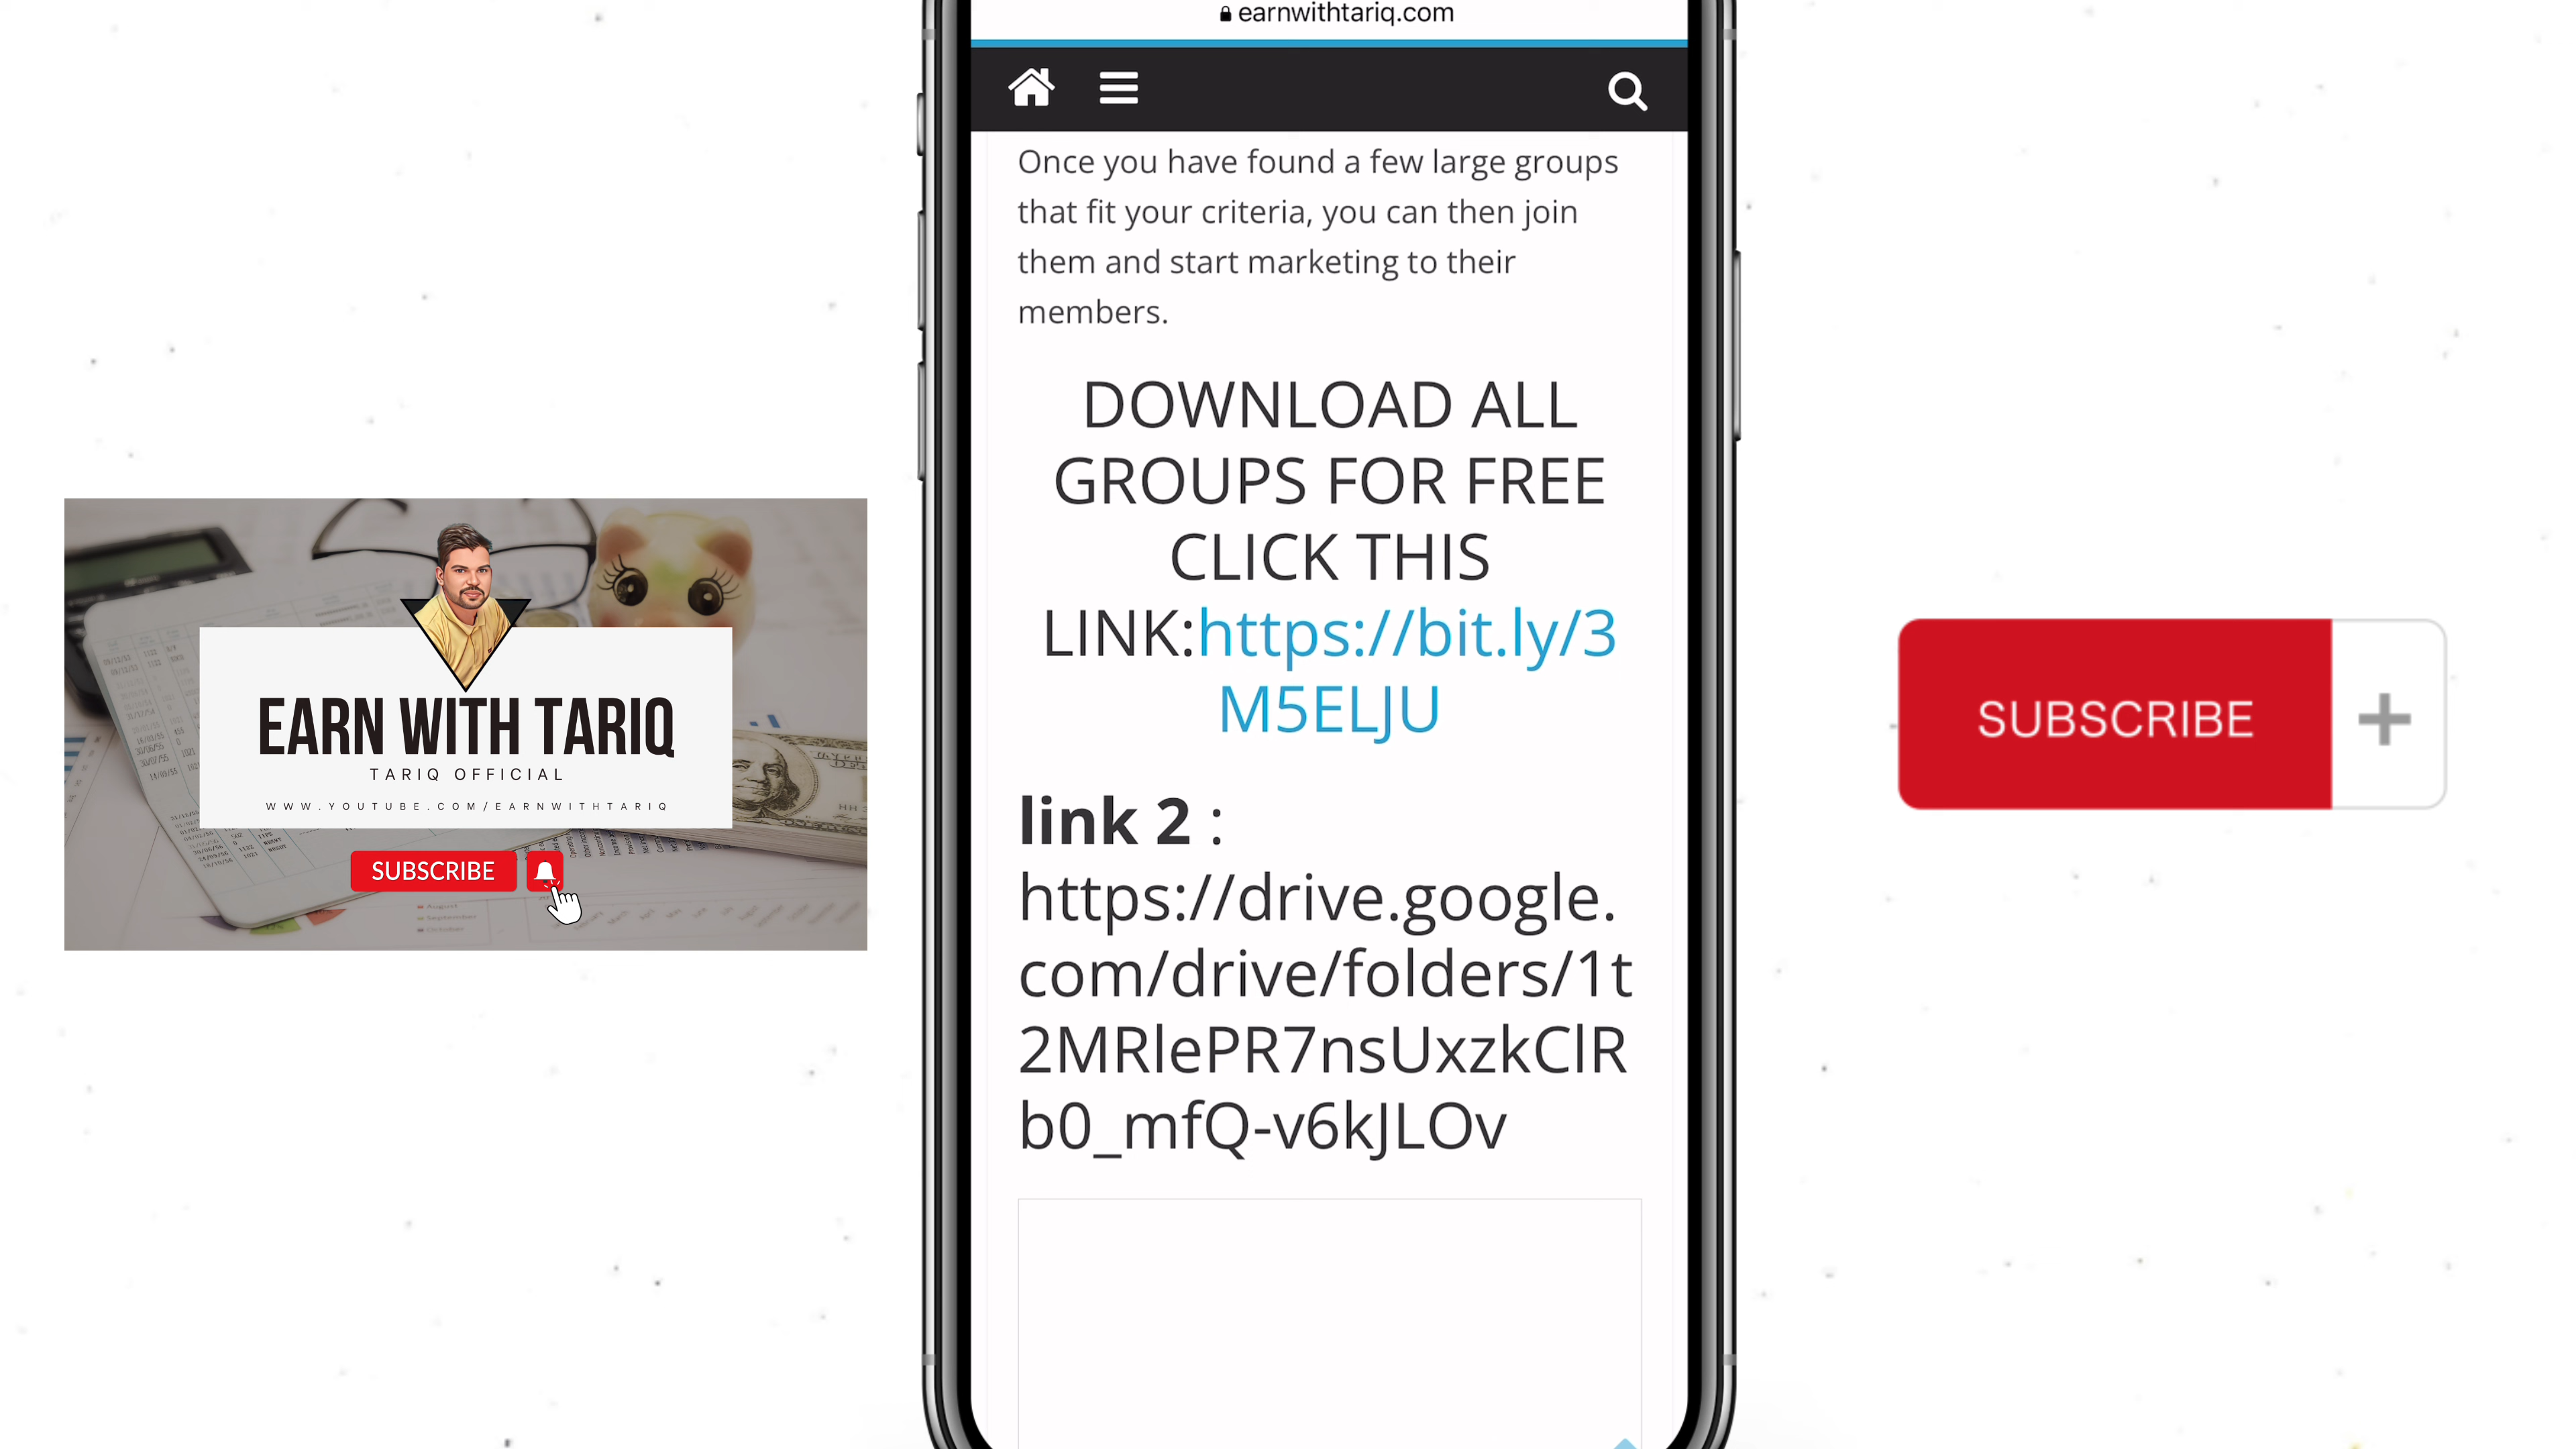 earnwithtariq.com
Once you have found a few large groups
that fit your criteria, you can then join
them and start marketing to their
members.
DOWNLOAD ALL
GROUPS FOR FREE
CLICK THIS
LINK:https://bit.ly/3
M5ELJU
link 2 :
https://drive.google.
com/drive/folders/1t
2MRlePR7nsUxzkClR
b0_mfQ-v6kJLOv
EARN WITH TARIQ
TARIQ OFFICIAL
WWW.YOUTUBE.COM/EARNWITHTARIQ
SUBSCRIBE
August
September
October
SUBSCRIBE